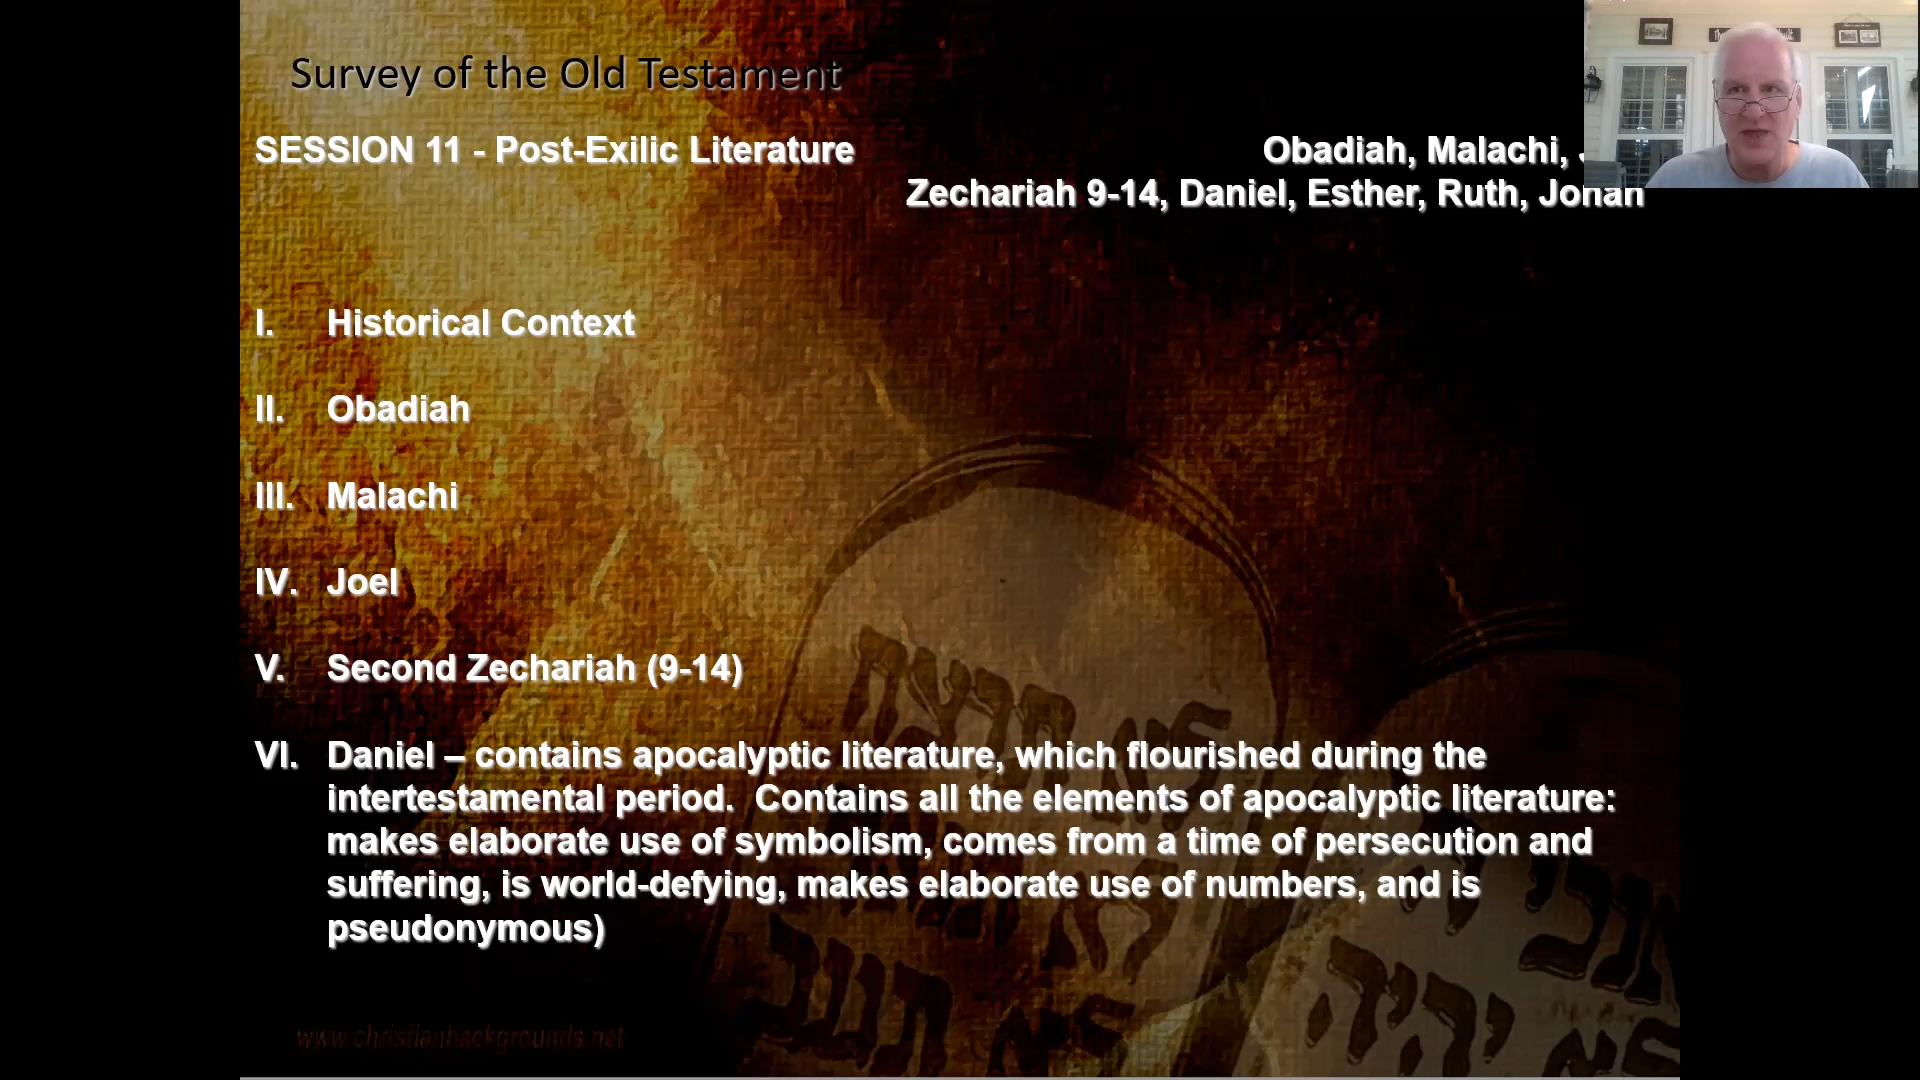 Survey of the Old Testament
SESSION 11 - Post-Exilic Literature
Obadiah, Malachi,
Zechariah 9-14, Daniel, Esther, Ruth, Jonah
I. Historical Context
II. Obadiah
III. Malachi
IV. Joel
V. Second Zechariah (9-14)
VI. Daniel – contains apocalyptic literature, which flourished during the
intertestamental period. Contains all the elements of apocalyptic literature:
makes elaborate use of symbolism, comes from a time of persecution and
suffering, is world-defying, makes elaborate use of numbers, and is
pseudonymous)
לא תרצח
www.christianbackgrounds.net